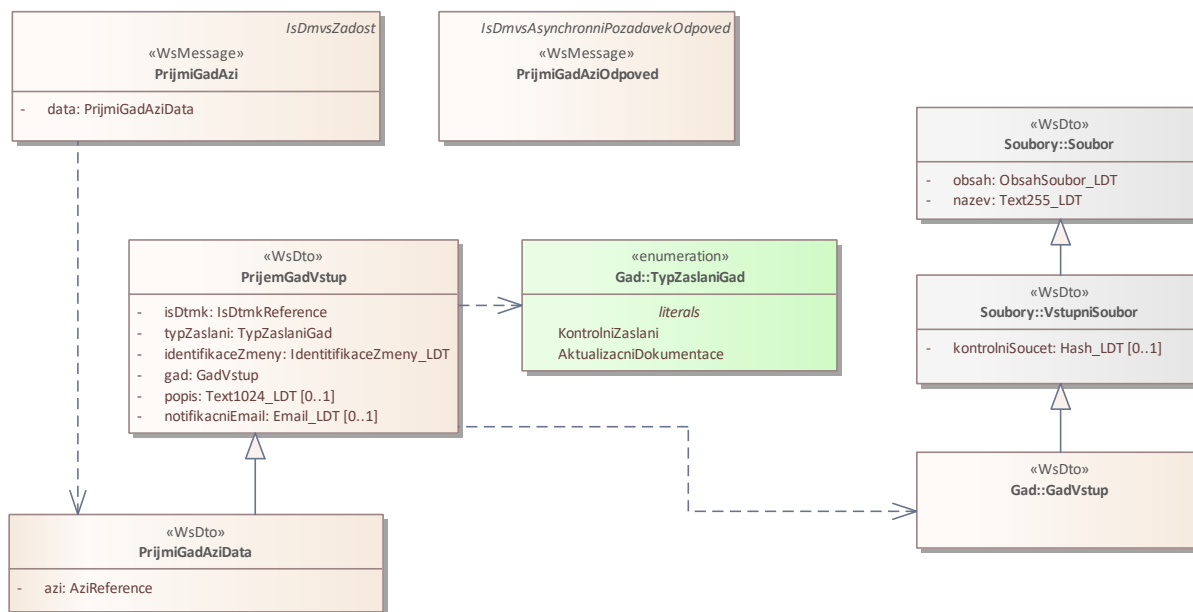 IsDmvsZadost
«WsMessage»
PrijmiGadAzi
- data: PrijmiGadAziData
IsDmvsAsynchronniPozadavekOdpoved
«WsMessage»
PrijmiGadAziOdpoved
«WsDto»
Soubory::Soubor
- obsah: ObsahSoubor_LDT
- nazev: Text255_LDT
«WsDto»
PrijemGadVstup
- isDtmk: IsDtmkReference
- typZaslani: TypZaslaniGad
- identifikaceZmeny: IdentitifikaceZmeny_LDT
- gad: GadVstup
- popis: Text1024_LDT [0..1]
- notifikacniEmail: Email_LDT [0..1]
«enumeration»
Gad::TypZaslaniGad
literals
KontrolniZaslani
AktualizacniDokumentace
«WsDto»
Soubory::VstupniSoubor
- kontrolniSoucet: Hash_LDT [0..1]
«WsDto»
Gad::GadVstup
«WsDto»
PrijmiGadAziData
- azi: AziReference